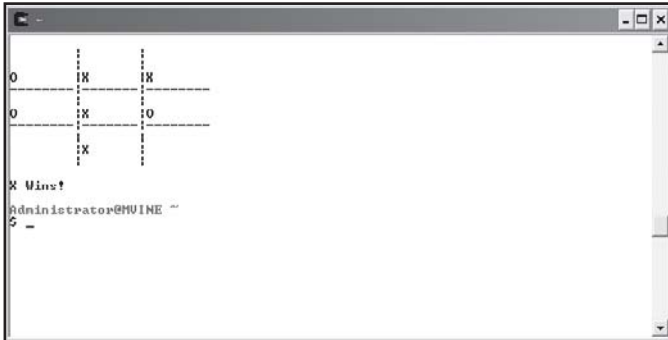 ~
O X X
O X O
X
X Wins!
Administrator@MVINE ~
$ _